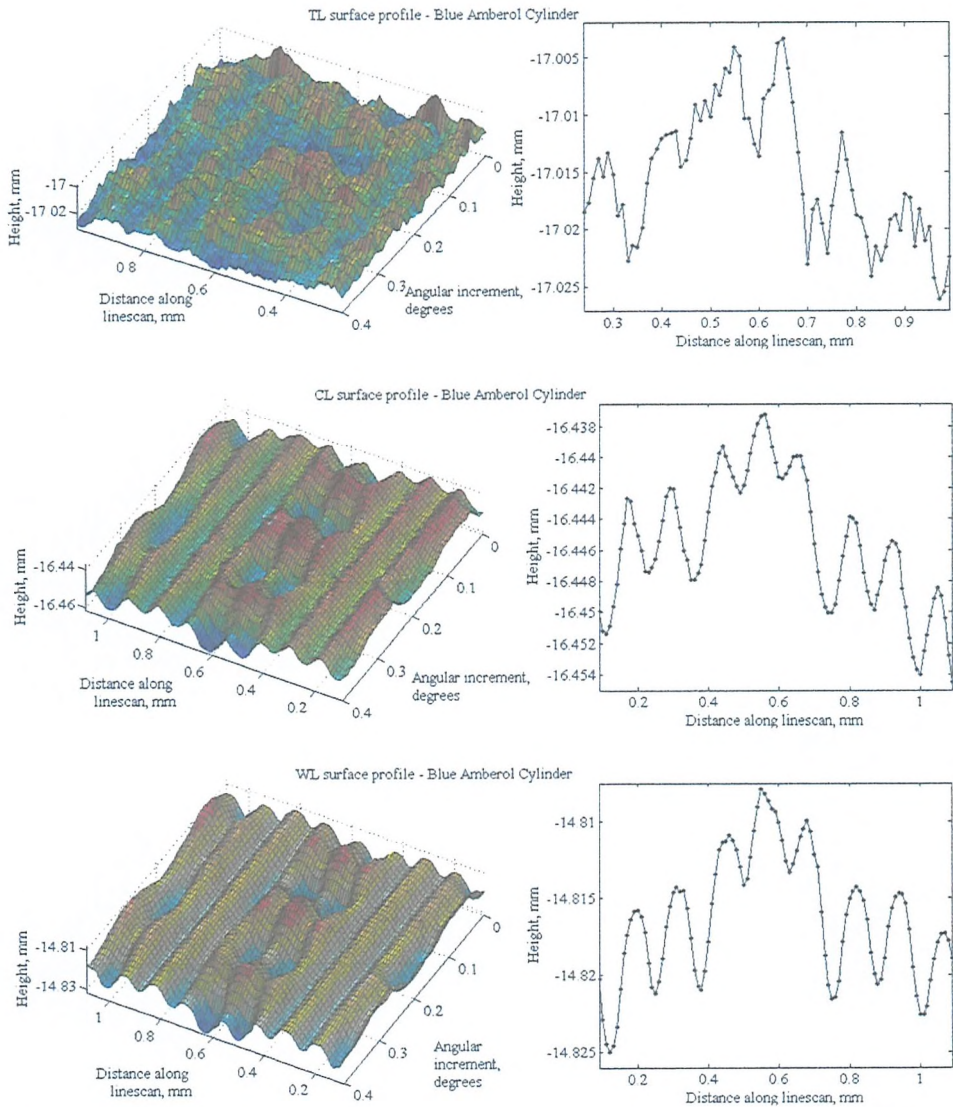 TL surface profile - Blue Amberol Cylinder
Height, mm
-17
-17.02
0.8
0.6
0.4
Distance along
linescan, mm
0
0.1
0.2
0.3
0.4
Angular increment,
degrees
Height, mm
-17.005
-17.01
-17.015
-17.02
-17.025
0.3 0.4 0.5 0.6 0.7 0.8 0.9
Distance along linescan, mm
CL surface profile - Blue Amberol Cylinder
Height, mm
-16.44
-16.46
1
0.8
0.6
0.4
0.2
Distance along
linescan, mm
0
0.1
0.2
0.3
0.4
Angular increment,
degrees
Height, mm
-16.438
-16.44
-16.442
-16.444
-16.446
-16.448
-16.45
-16.452
-16.454
0.2 0.4 0.6 0.8 1
Distance along linescan, mm
WL surface profile - Blue Amberol Cylinder
Height, mm
-14.81
-14.83
1
0.8
0.6
0.4
0.2
Distance along
linescan, mm
0
0.1
0.2
0.3
0.4
Angular
increment,
degrees
Height, mm
-14.81
-14.815
-14.82
-14.825
0.2 0.4 0.6 0.8 1
Distance along linescan, mm